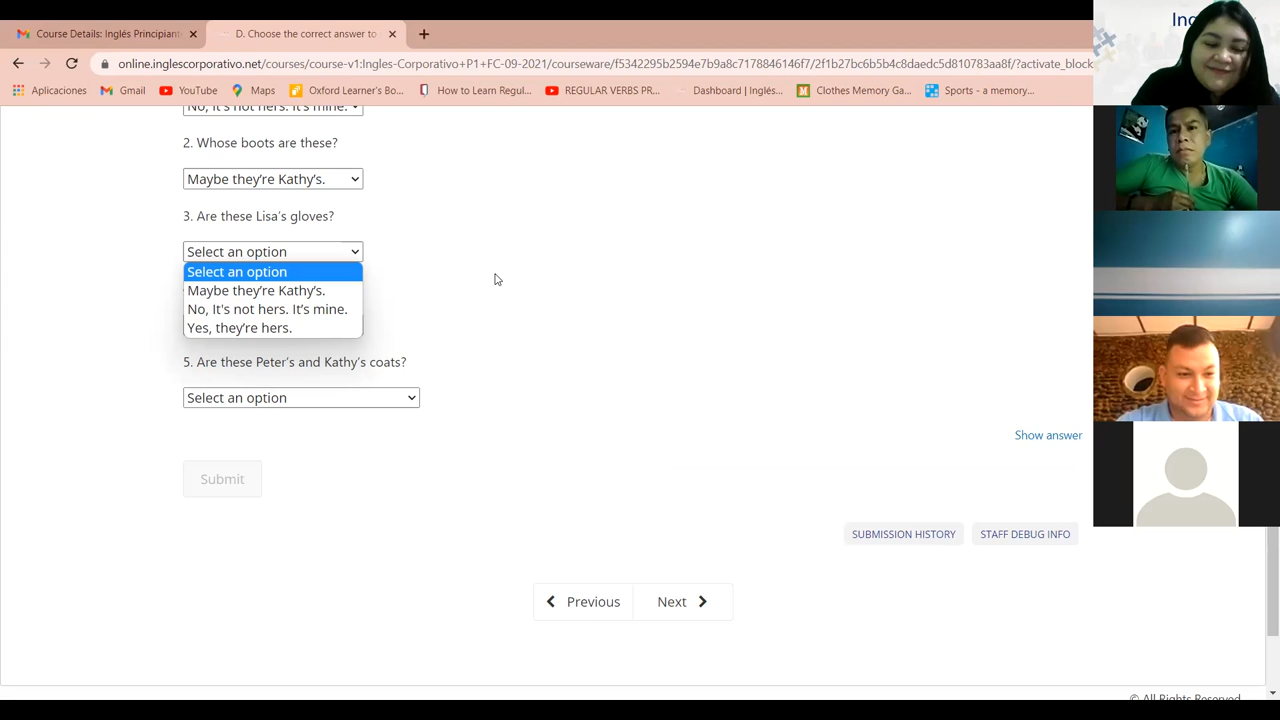 Course Details: Inglés Principiant
D. Choose the correct answer to
online.inglescorporativo.net/courses/course-v1:Ingles-Corporativo+P1+FC-09-2021/courseware/f5342295b2594e7b9a8c7178846146f7/2f1b27bc6b5b4c8daedc5d810783aa8f/?activate_block
Aplicaciones
Gmail
YouTube
Maps
Oxford Learner's Bo...
How to Learn Regul...
REGULAR VERBS PR...
Dashboard | Inglés...
Clothes Memory Ga...
Sports - a memory...
No, It's not hers. It's mine.
2. Whose boots are these?
Maybe they're Kathy's.
3. Are these Lisa's gloves?
Select an option
Select an option
Maybe they're Kathy's.
No, It's not hers. It's mine.
Yes, they're hers.
5. Are these Peter's and Kathy's coats?
Select an option
Show answer
Submit
SUBMISSION HISTORY
STAFF DEBUG INFO
Previous
Next
© All Rights Reserved